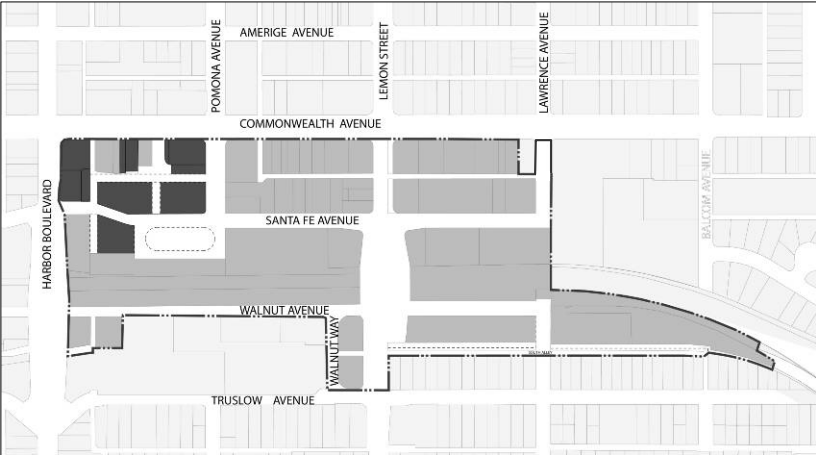 AMERIGE AVENUE
POMONA AVENUE
LEMON STREET
LAWRENCE AVENUE
COMMONWEALTH AVENUE
BALCOM AVENUE
HARBOR BOULEVARD
SANTA FE AVENUE
WALNUT AVENUE
WALNUT WAY
TRUSLOW AVENUE